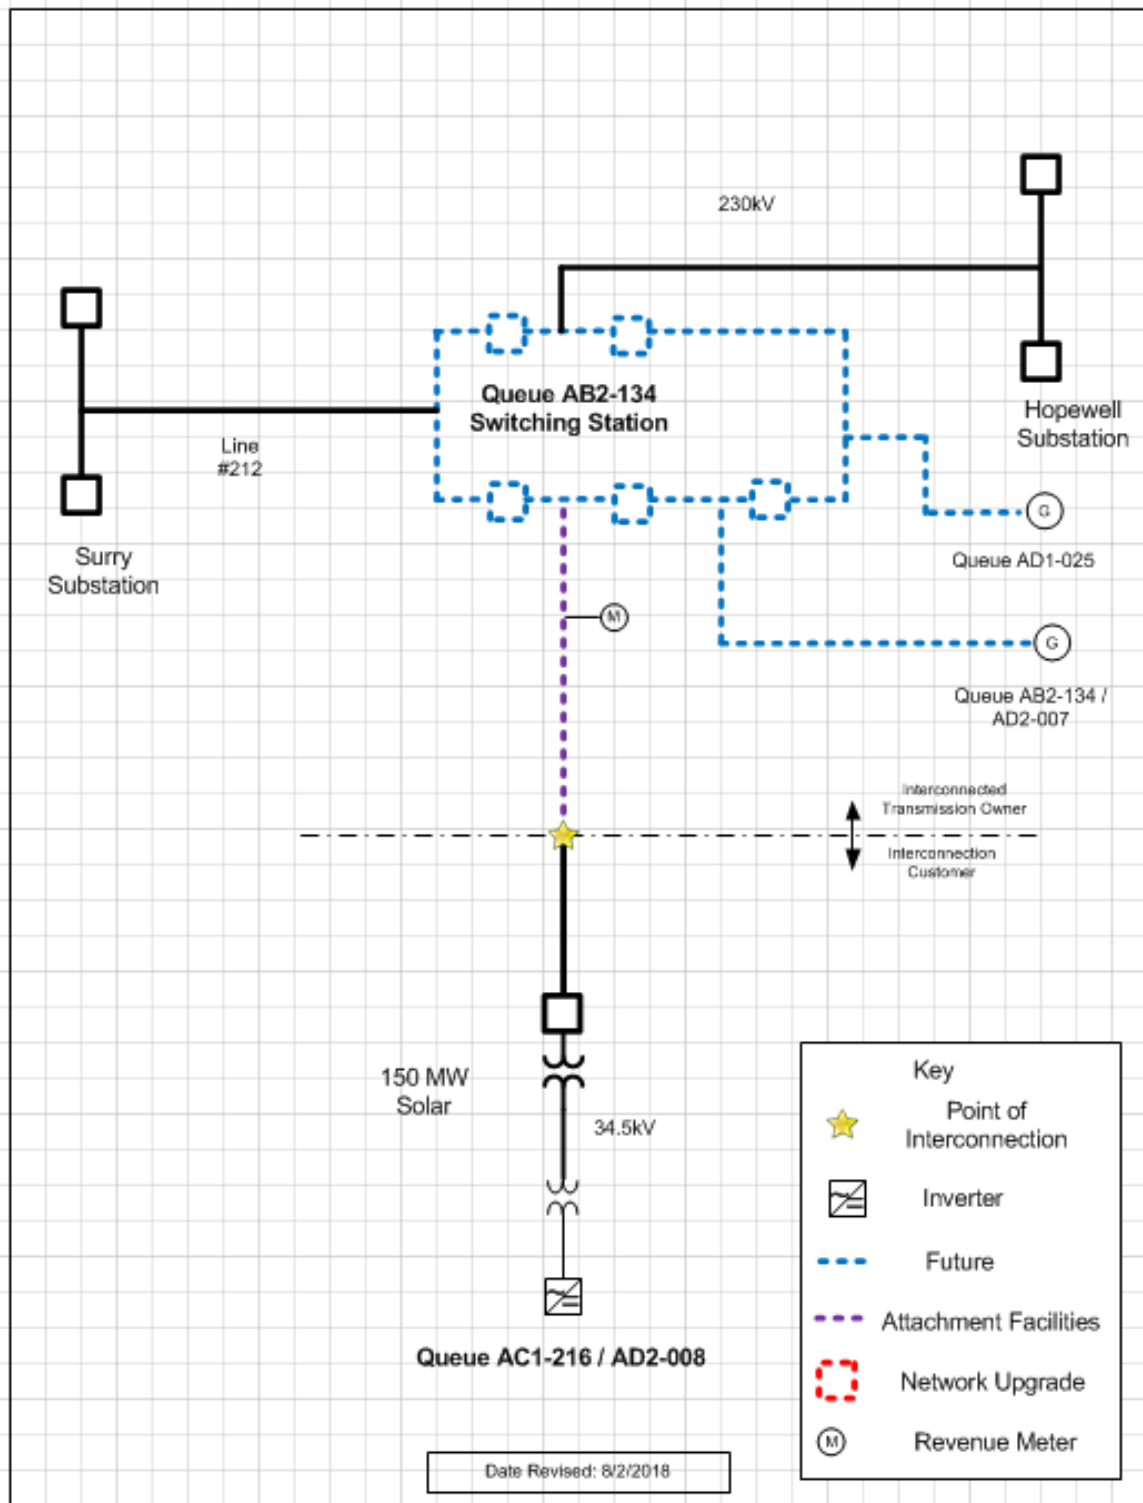 230kV
Queue AB2-134
Switching Station
Hopewell
Substation
Line
#212
Surry
Substation
G
Queue AD1-025
M
G
Queue AB2-134 /
AD2-007
Interconnected
Transmission Owner
Interconnection
Customer
150 MW
Solar
34.5kV
Queue AC1-216 / AD2-008
Key
Point of
Interconnection
Inverter
Future
Attachment Facilities
Network Upgrade
M
Revenue Meter
Date Revised: 8/2/2018